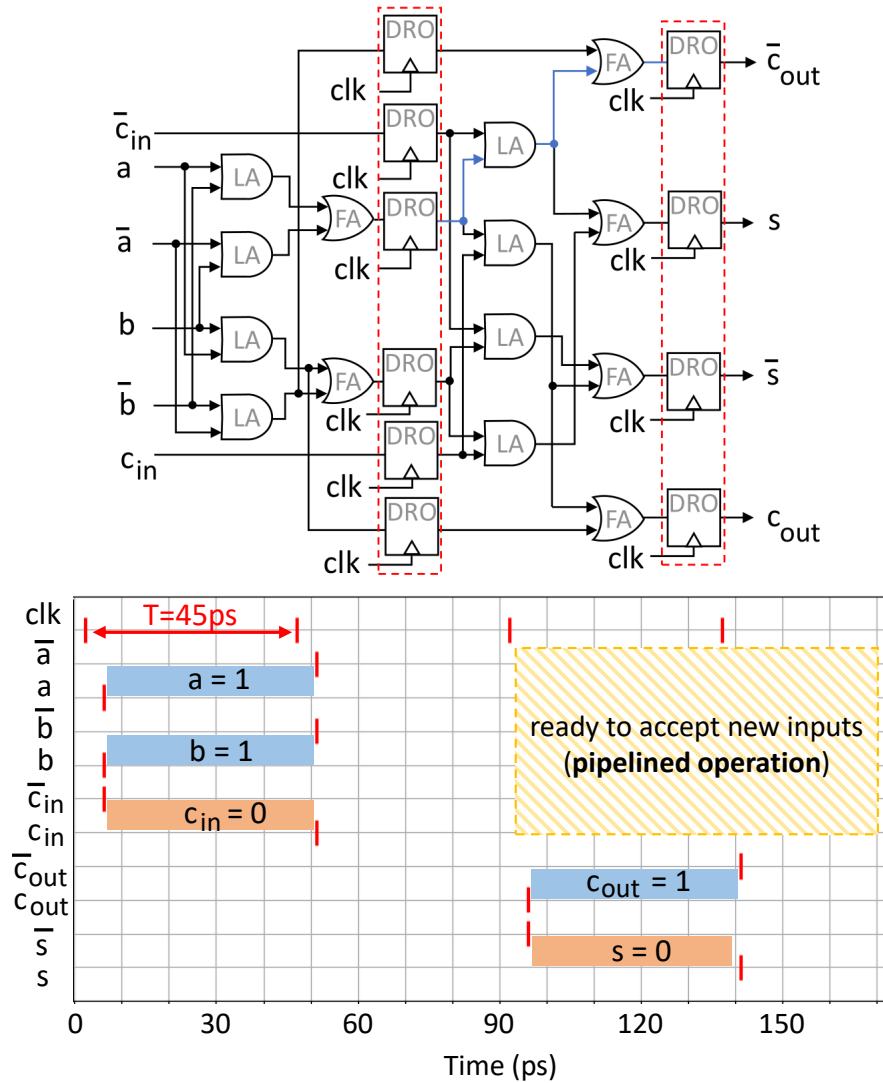 DRO
DRO
c̅out
clk
FA
clk
c̅in
DRO
a
LA
clk
LA
DRO
DRO
s
FA
FA
a̅
LA
clk
LA
clk
b
LA
LA
DRO
FA
DRO
s̅
FA
b̅
LA
clk
clk
cin
DRO
LA
clk
DRO
DRO
cout
FA
clk
clk
clk
T=45ps
a̅
a
a = 1
b̅
b
b = 1
c̅in
cin
cin = 0
ready to accept new inputs
(pipelined operation)
c̅out
cout
cout = 1
s̅
s
s = 0
0
30
60
90
120
150
Time (ps)